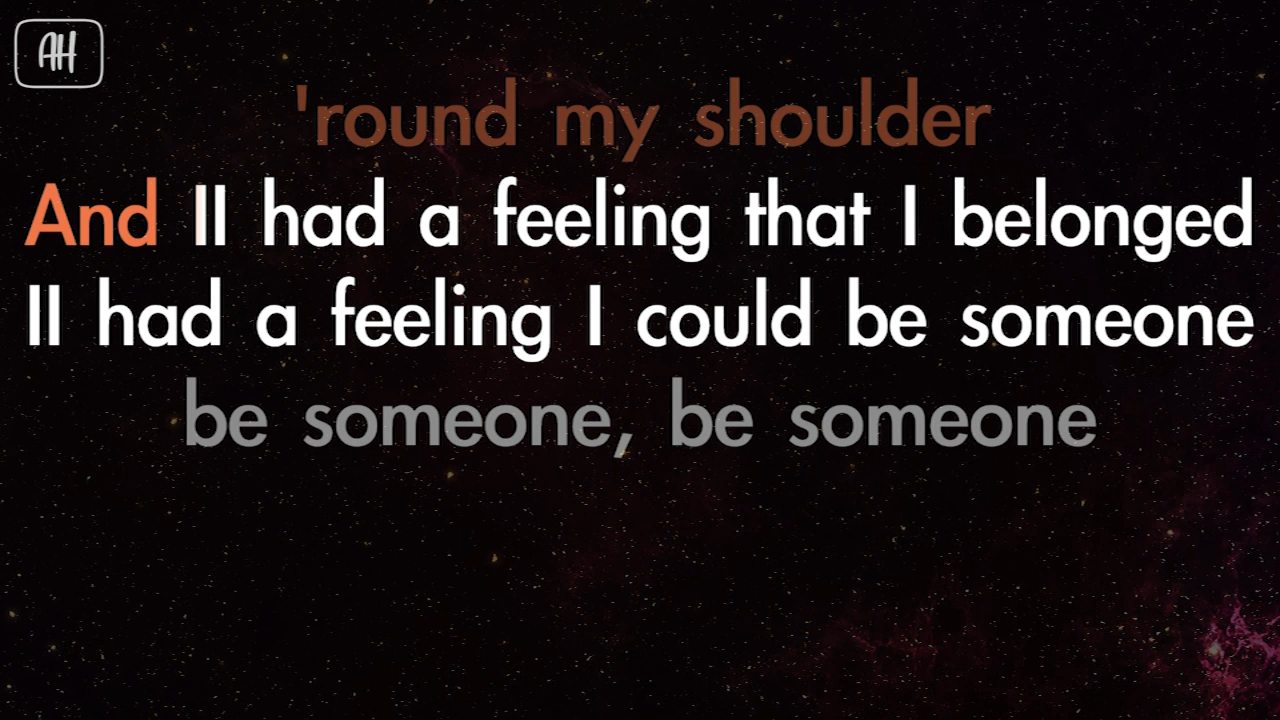 AH
'round my shoulder
And II had a feeling that I belonged
II had a feeling I could be someone
be someone, be someone